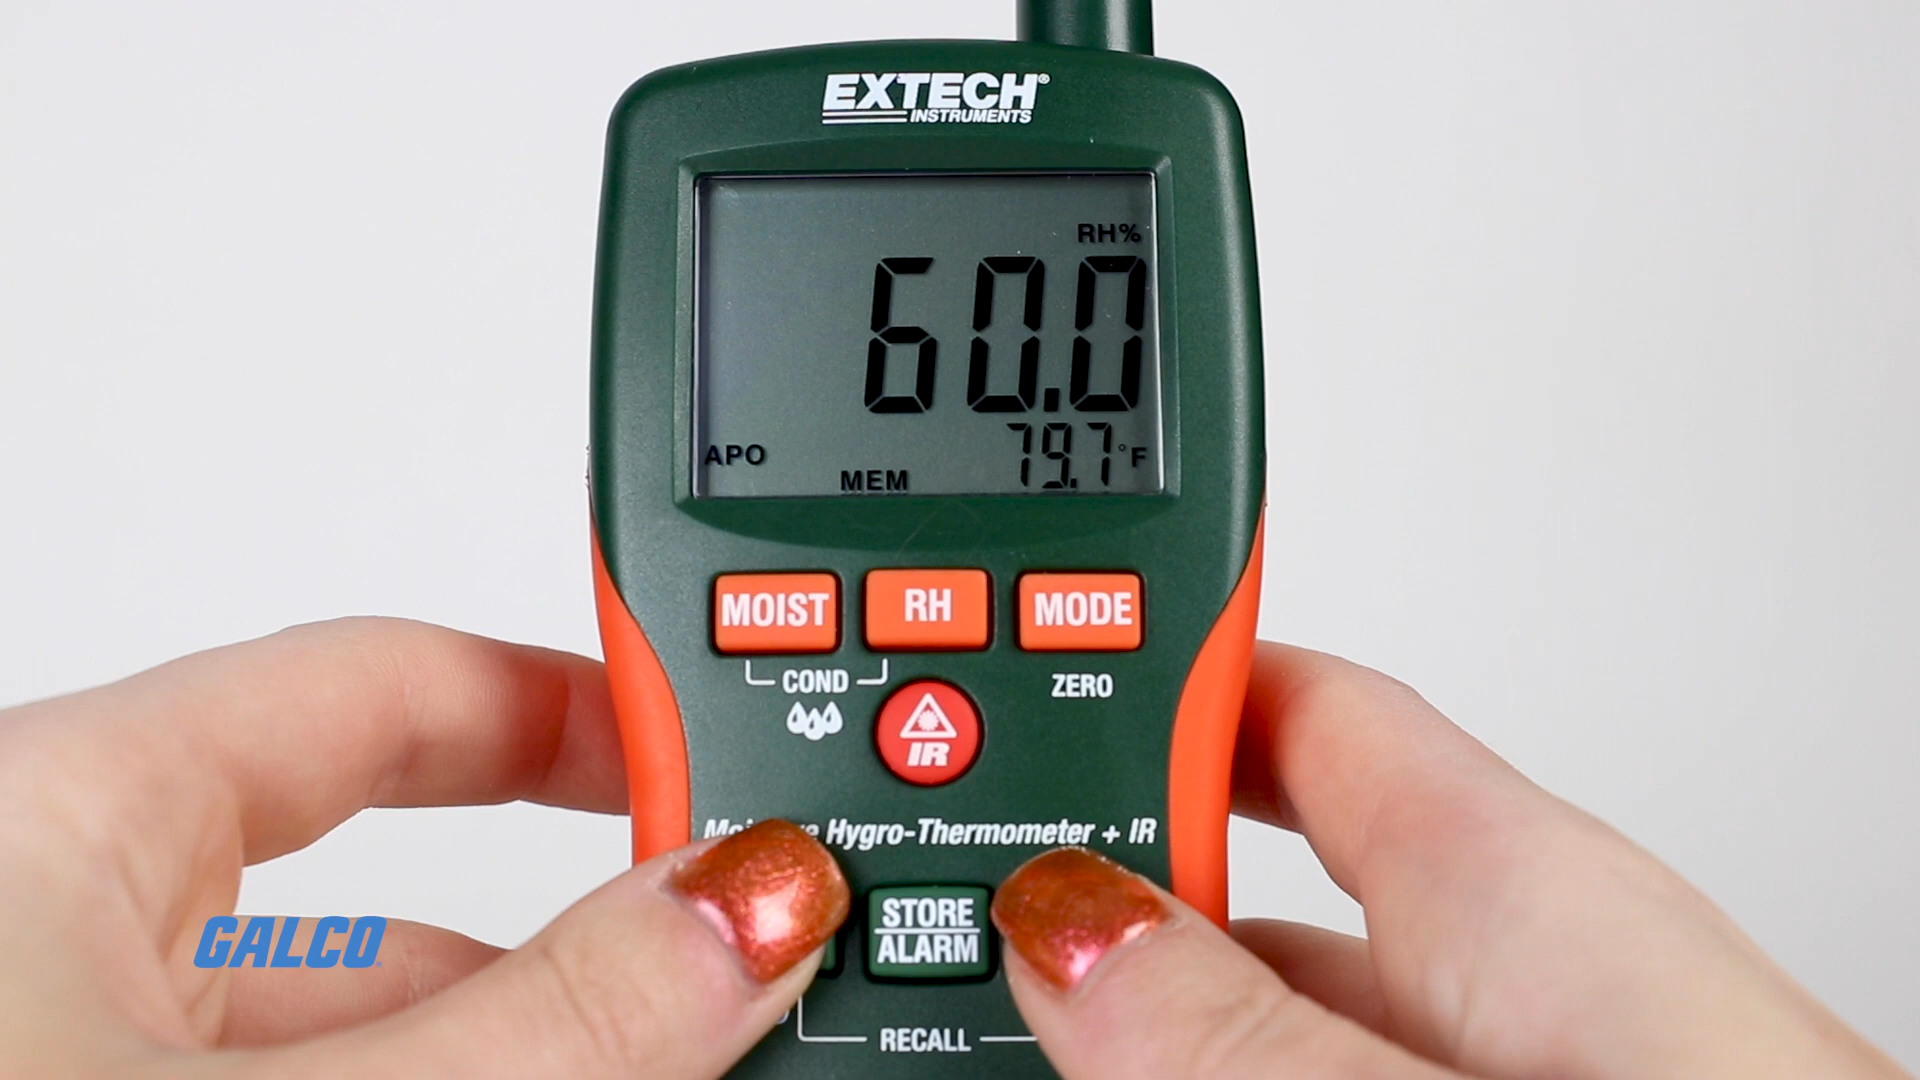 EXTECH®
INSTRUMENTS
RH%
60.0
79.7°F
APO
MEM
MOIST
RH
MODE
COND
ZERO
IR
Hygro-Thermometer + IR
STORE
ALARM
GALCO
RECALL